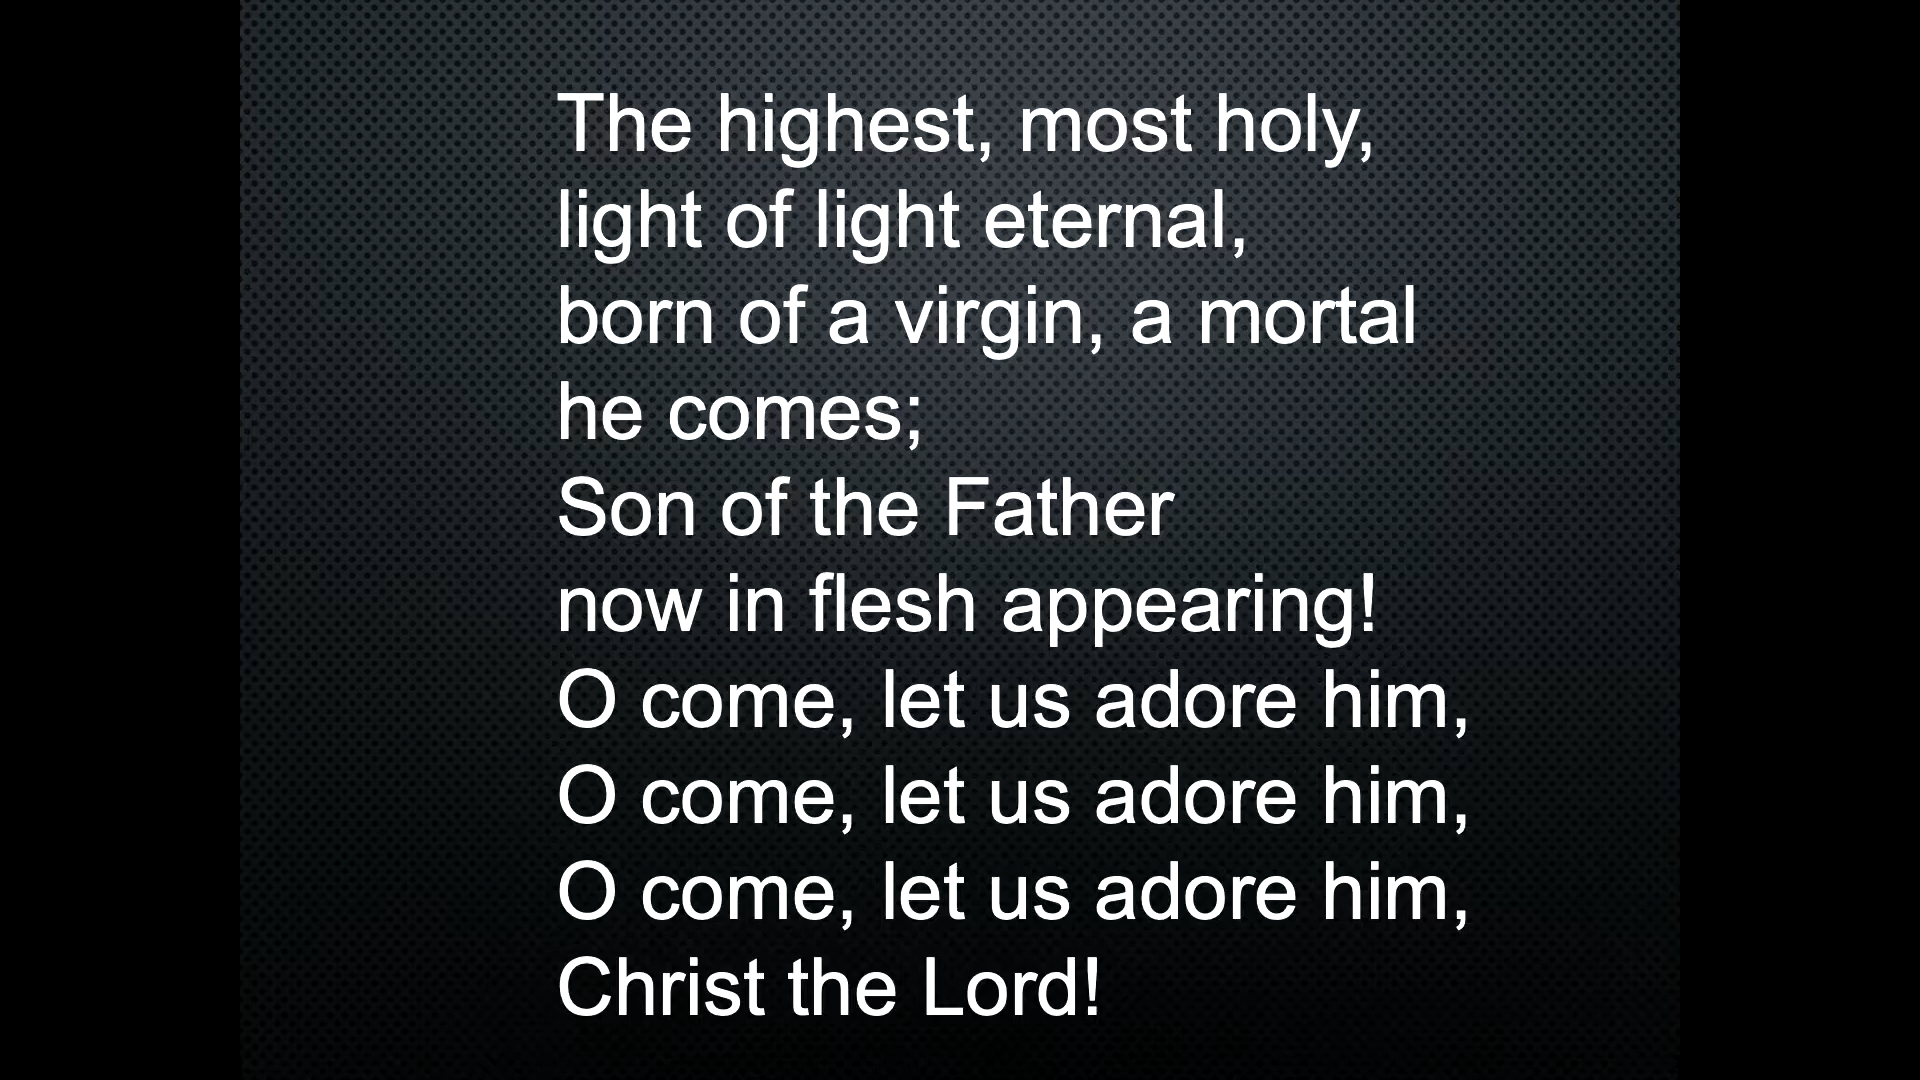 The highest, most holy,
light of light eternal,
born of a virgin, a mortal
he comes;
Son of the Father
now in flesh appearing!
O come, let us adore him,
O come, let us adore him,
O come, let us adore him,
Christ the Lord!